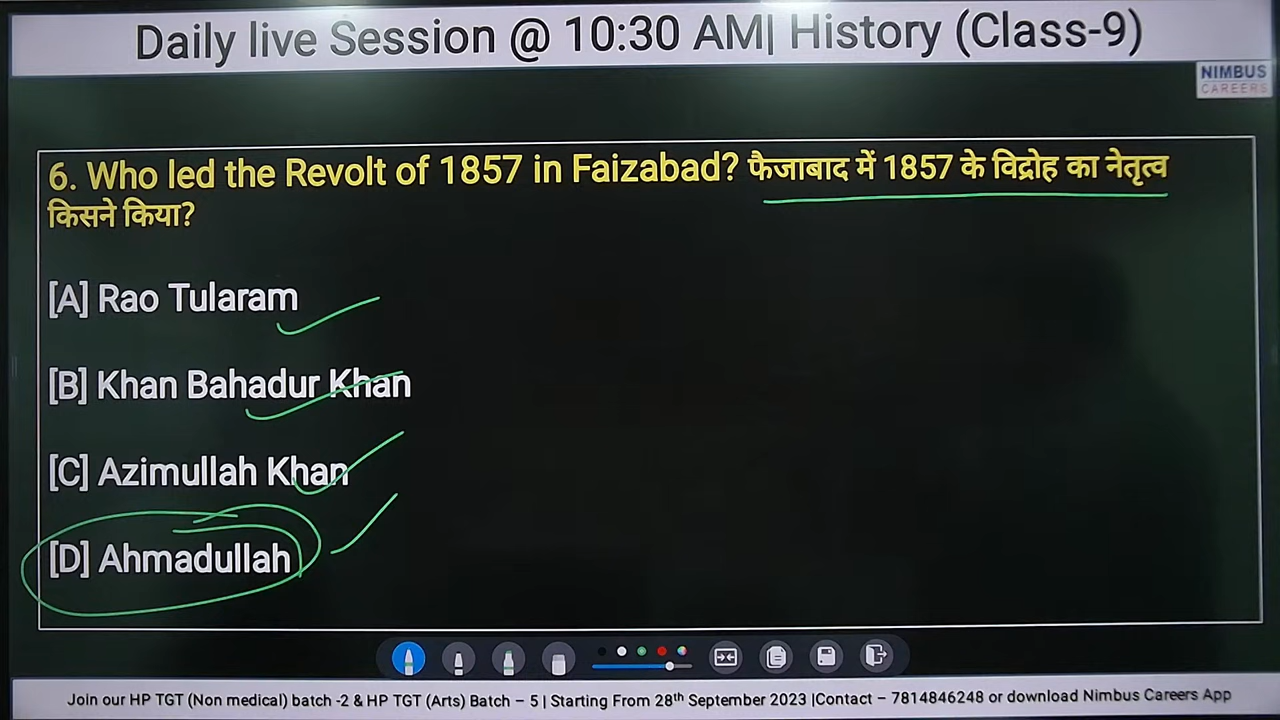 Daily live Session @ 10:30 AM| History (Class-9)
NIMBUS
CAREERS
6. Who led the Revolt of 1857 in Faizabad? फैजाबाद में 1857 के विद्रोह का नेतृत्व
किसने किया?
[A] Rao Tularam
[B] Khan Bahadur Khan
[C] Azimullah Khan
[D] Ahmadullah
Join our HP TGT (Non medical) batch -2 & HP TGT (Arts) Batch – 5 | Starting From 28th September 2023 |Contact – 7814846248 or download Nimbus Careers App